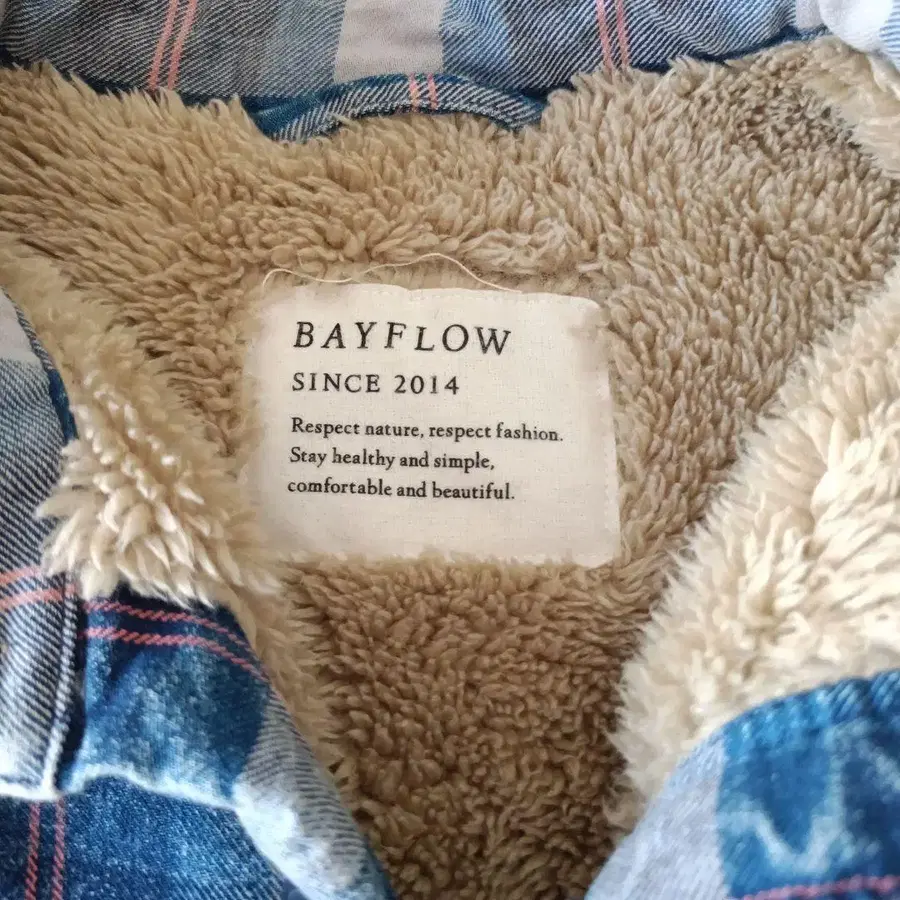 BAYFLOW
SINCE 2014
Respect nature, respect fashion.
Stay healthy and simple,
comfortable and beautiful.